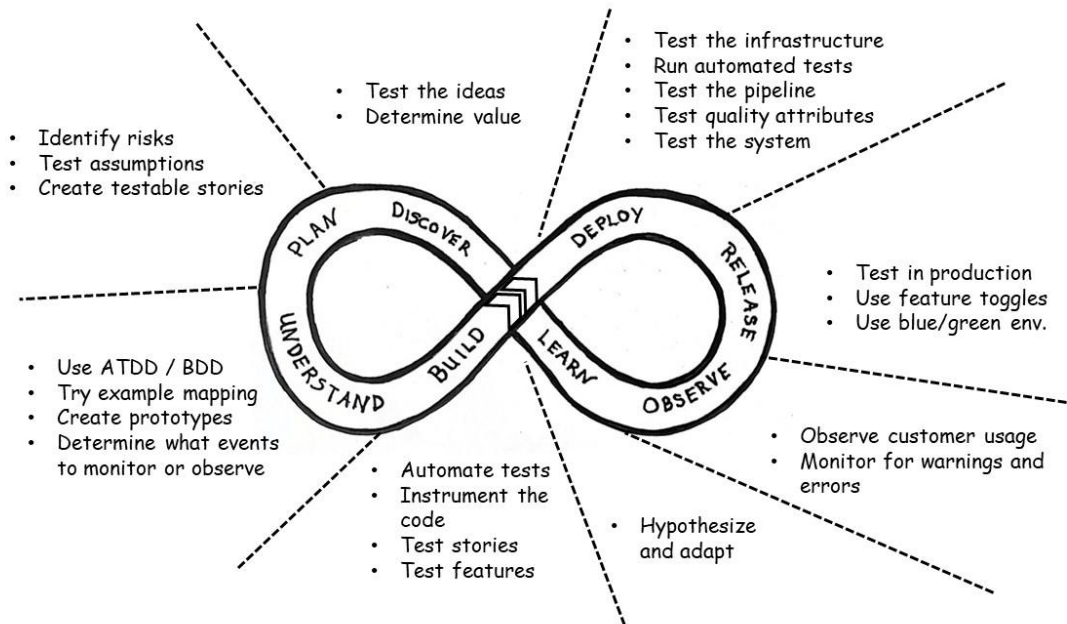 • Test the ideas
• Determine value
• Test the infrastructure
• Run automated tests
• Test the pipeline
• Test quality attributes
• Test the system
• Identify risks
• Test assumptions
• Create testable stories
PLAN
DISCOVER
DEPLOY
RELEASE
UNDERSTAND
BUILD
LEARN
OBSERVE
• Test in production
• Use feature toggles
• Use blue/green env.
• Use ATDD / BDD
• Try example mapping
• Create prototypes
• Determine what events
to monitor or observe
• Observe customer usage
• Monitor for warnings and
errors
• Automate tests
• Instrument the
code
• Test stories
• Test features
• Hypothesize
and adapt